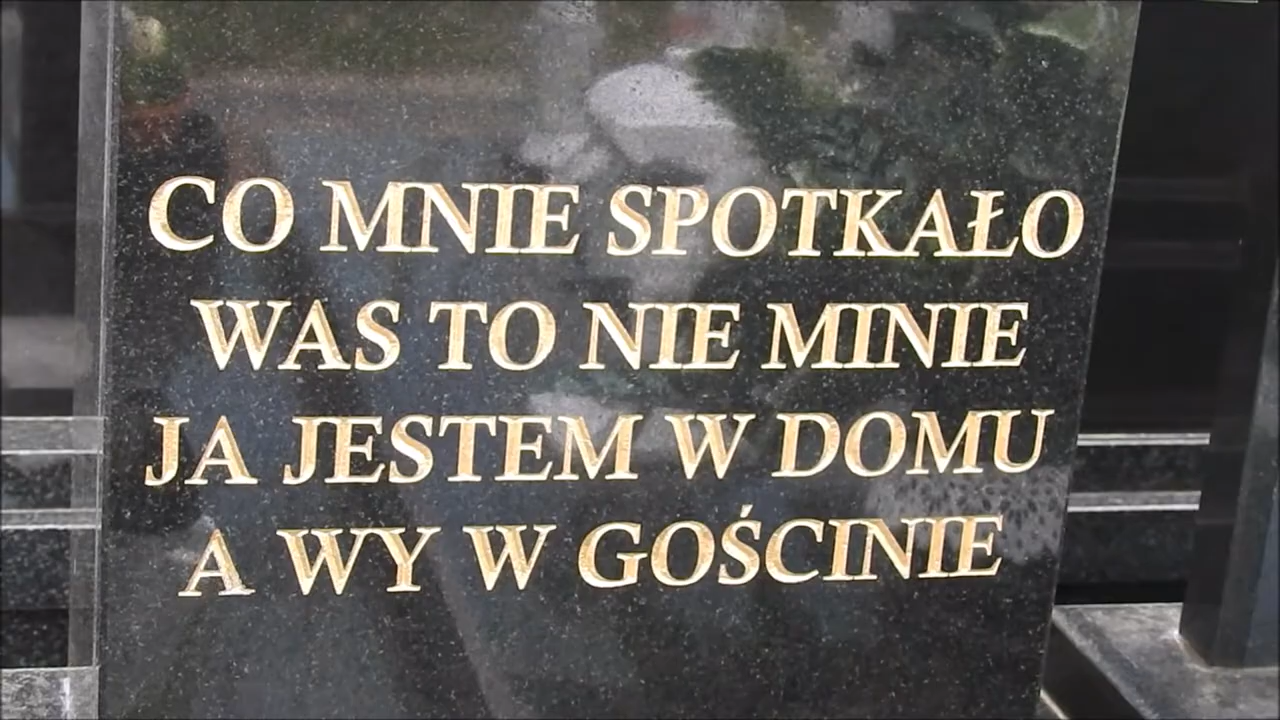 CO MNIE SPOTKAŁO
WAS TO NIE MINIE
JA JESTEM W DOMU
A WY W GOŚCINIE